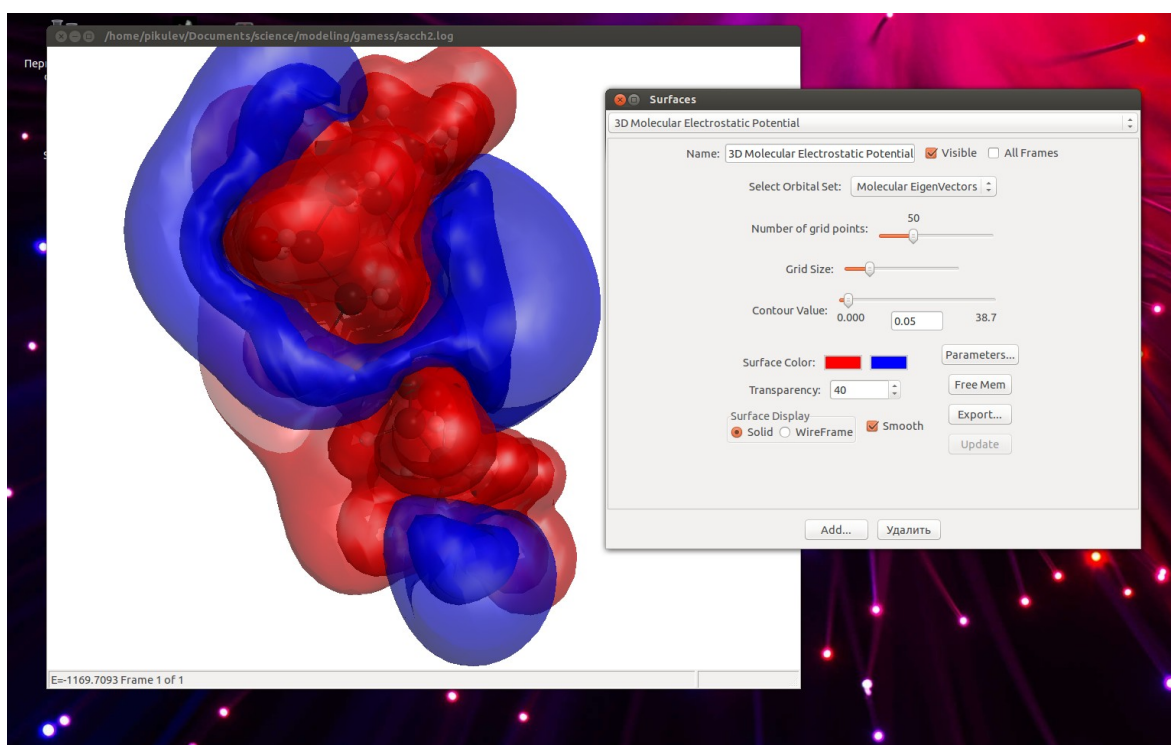 /home/pikulev/Documents/science/modeling/gamess/sacch2.log
Пер
Surfaces
3D Molecular Electrostatic Potential
Name: 3D Molecular Electrostatic Potential Visible All Frames
Select Orbital Set: Molecular EigenVectors
50
Number of grid points:
Grid Size:
Contour Value: 0.000 0.05 38.7
Surface Color: Parameters...
Transparency: 40 Free Mem
Surface Display Export...
Solid WireFrame Smooth
Update
Add... Удалить
E=-1169.7093 Frame 1 of 1